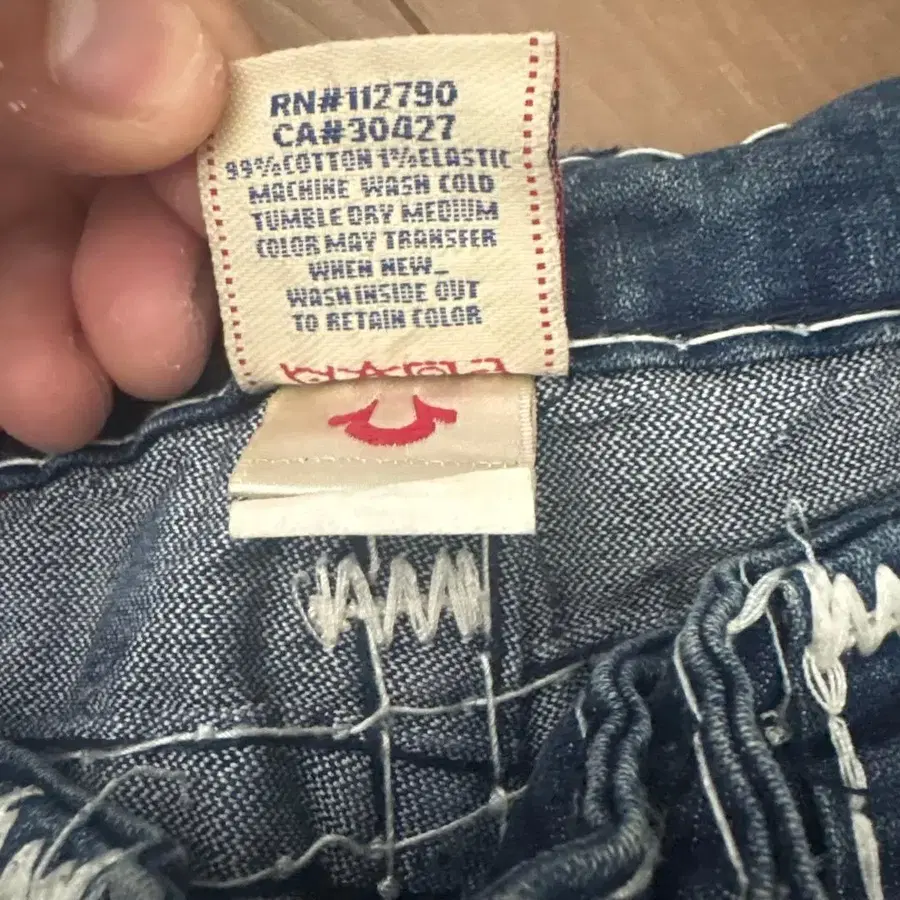 RN#112790
CA#30427
99%COTTON 1%ELASTIC
MACHINE WASH COLD
TUMBLE DRY MEDIUM
COLOR MAY TRANSFER
WHEN NEW...
WASH INSIDE OUT
TO RETAIN COLOR